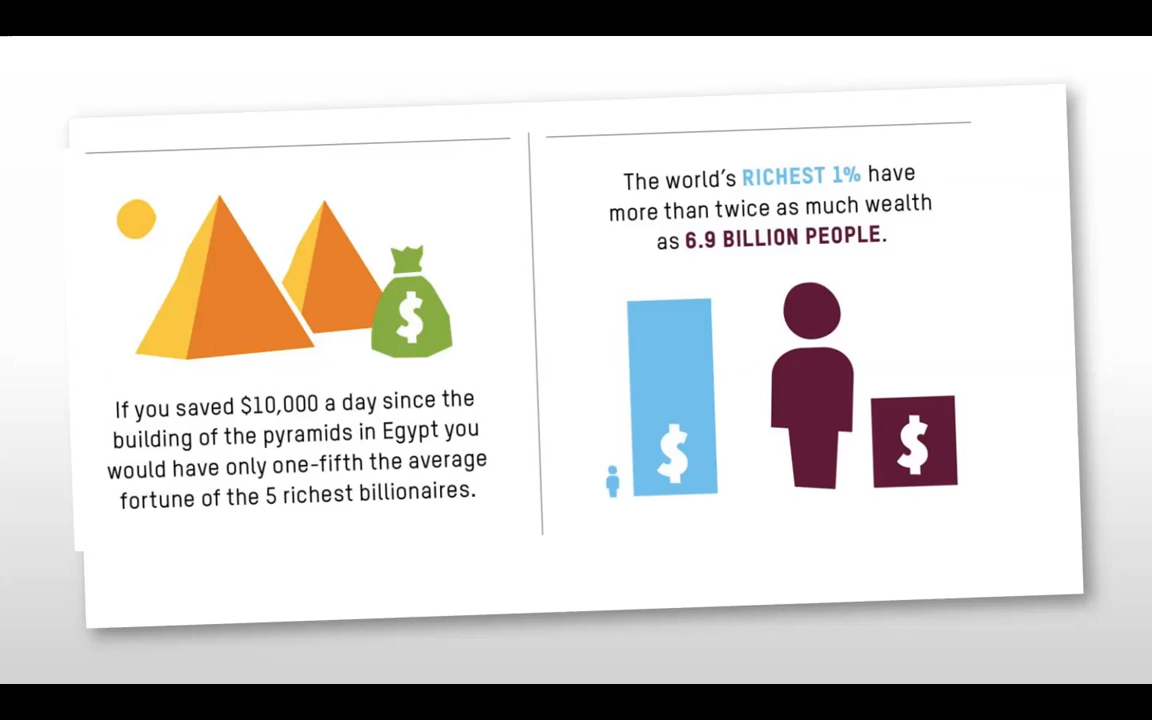 If you saved $10,000 a day since the
building of the pyramids in Egypt you
would have only one-fifth the average
fortune of the 5 richest billionaires.
The world's RICHEST 1% have
more than twice as much wealth
as 6.9 BILLION PEOPLE.
$
$
$